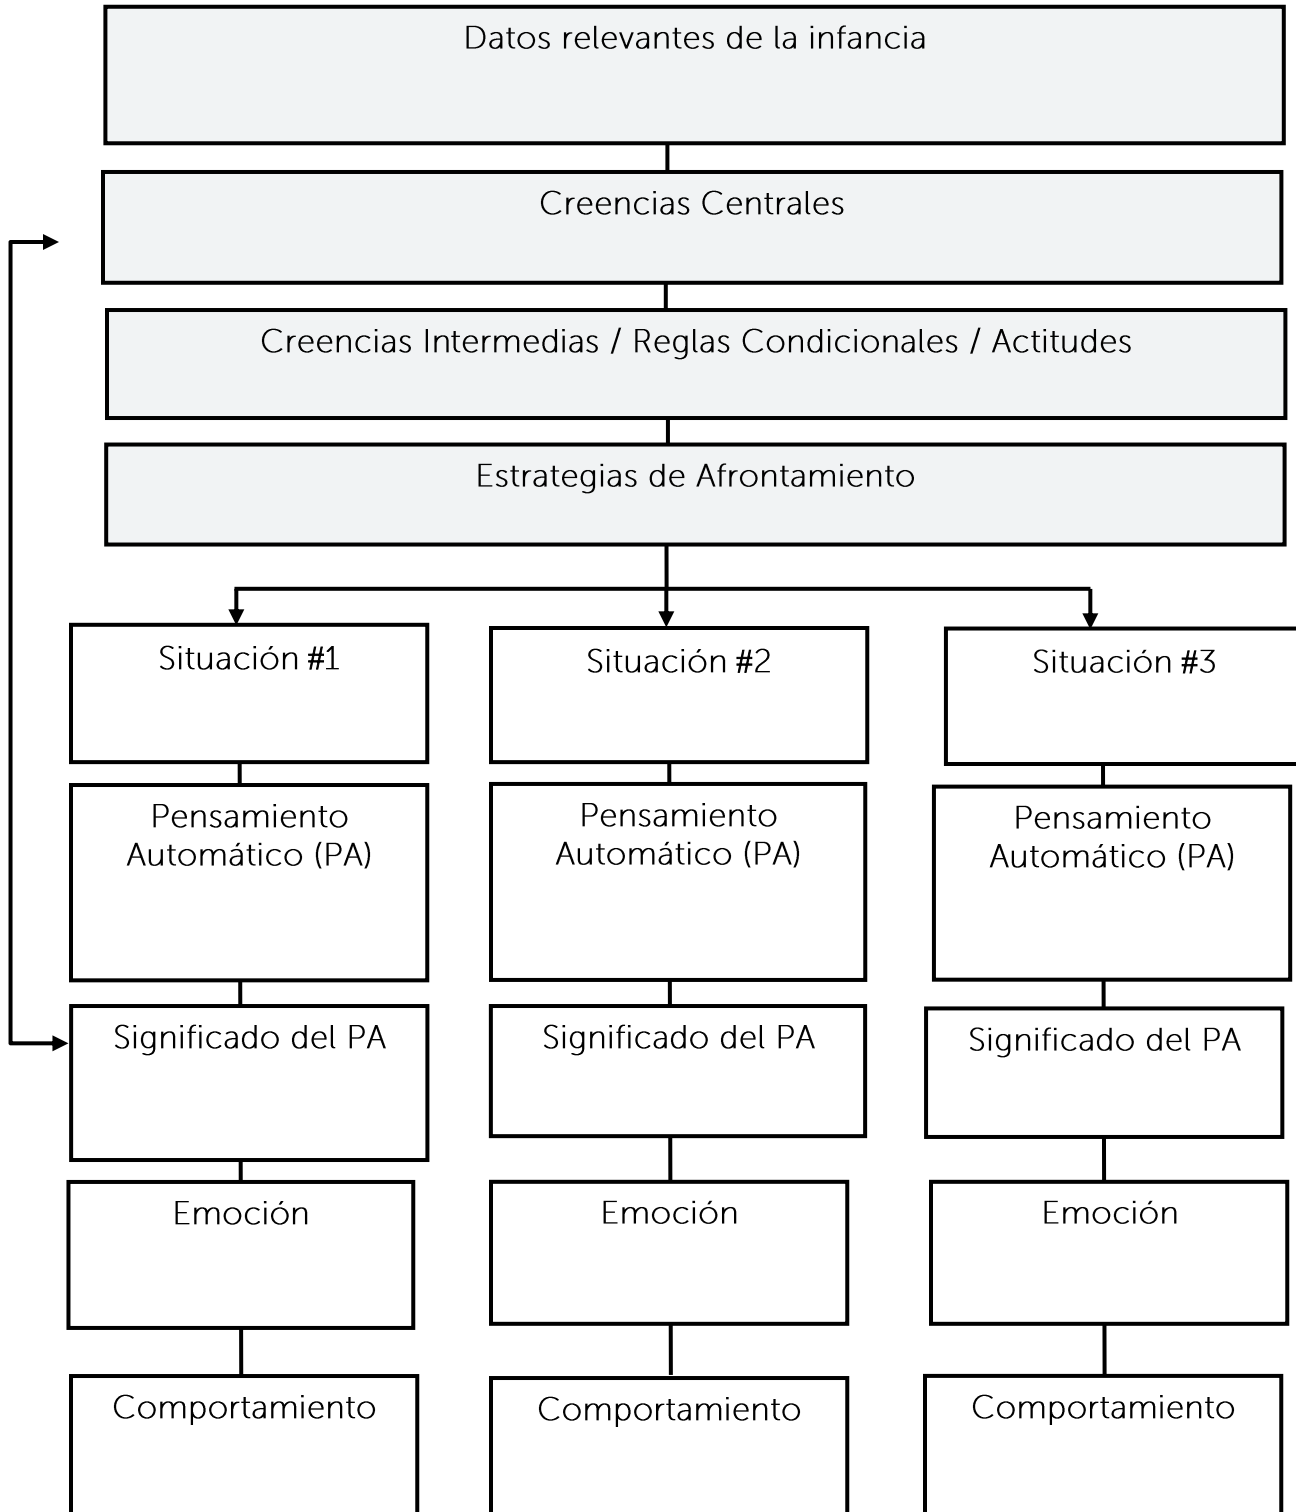 Datos relevantes de la infancia
Creencias Centrales
Creencias Intermedias / Reglas Condicionales / Actitudes
Estrategias de Afrontamiento
Situación #1
Situación #2
Situación #3
Pensamiento
Automático (PA)
Pensamiento
Automático (PA)
Pensamiento
Automático (PA)
Significado del PA
Significado del PA
Significado del PA
Emoción
Emoción
Emoción
Comportamiento
Comportamiento
Comportamiento